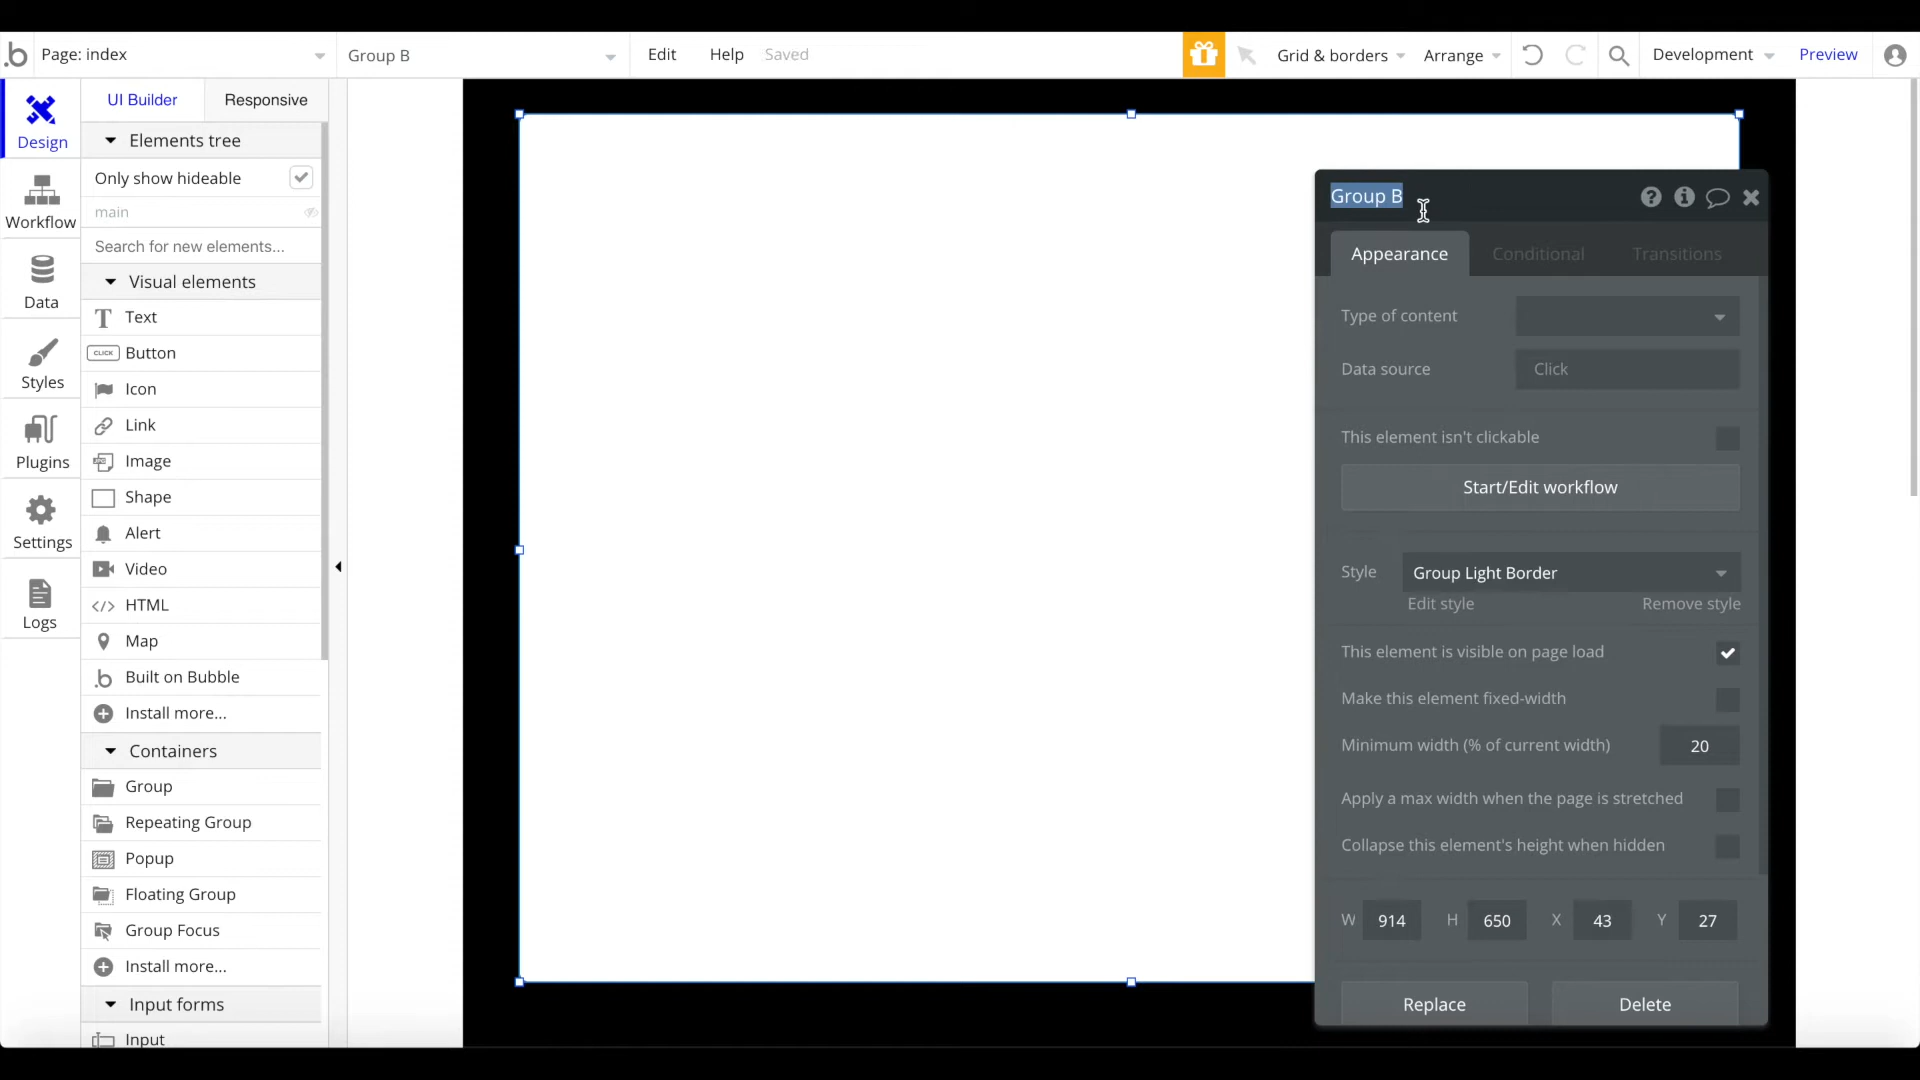 Page: index
Group B
Edit
Help
Saved
Grid & borders
Arrange
Development
Preview
Design
Workflow
Data
Styles
Plugins
Settings
Logs
UI Builder
Responsive
Elements tree
Only show hideable
main
Search for new elements...
Visual elements
Text
CLICK
Button
Icon
Link
Image
Shape
Alert
Video
</> HTML
Map
Built on Bubble
Install more...
Containers
Group
Repeating Group
Popup
Floating Group
Group Focus
Install more...
Input forms
Input
Group B
Appearance
Conditional
Transitions
Type of content
Data source
Click
This element isn't clickable
Start/Edit workflow
Style
Group Light Border
Edit style
Remove style
This element is visible on page load
Make this element fixed-width
Minimum width (% of current width)
20
Apply a max width when the page is stretched
Collapse this element's height when hidden
W 914 H 650 X 43 Y 27
Replace
Delete